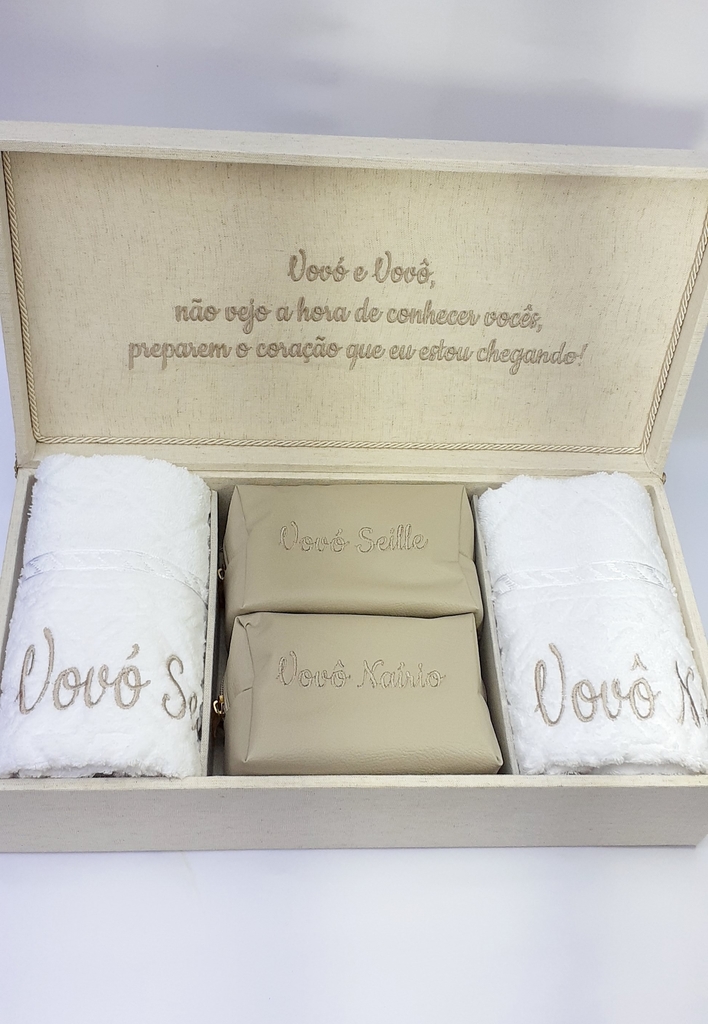 Vovó e Vovô,
não vejo a hora de conhecer vocês,
preparem o coração que eu estou chegando!
Vovó Seille
Vovô Nairio
Vovó Se
Vovô N